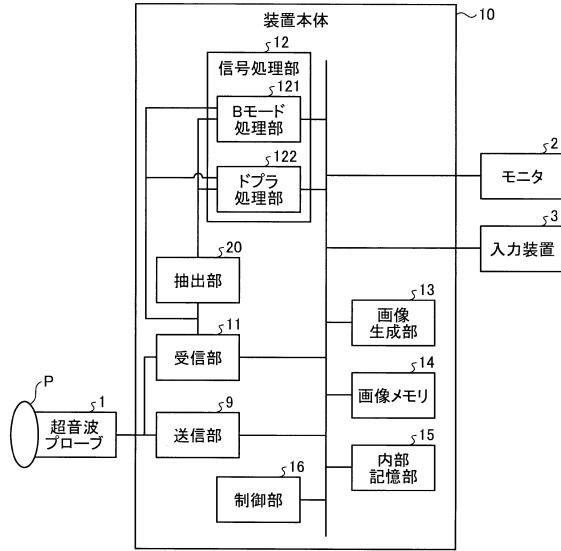 装置本体
10
12
信号処理部
121
Bモード
処理部
122
ドプラ
処理部
2
モニタ
3
入力装置
20
抽出部
11
受信部
13
画像
生成部
14
画像メモリ
P
1
超音波
プローブ
9
送信部
15
内部
記憶部
16
制御部